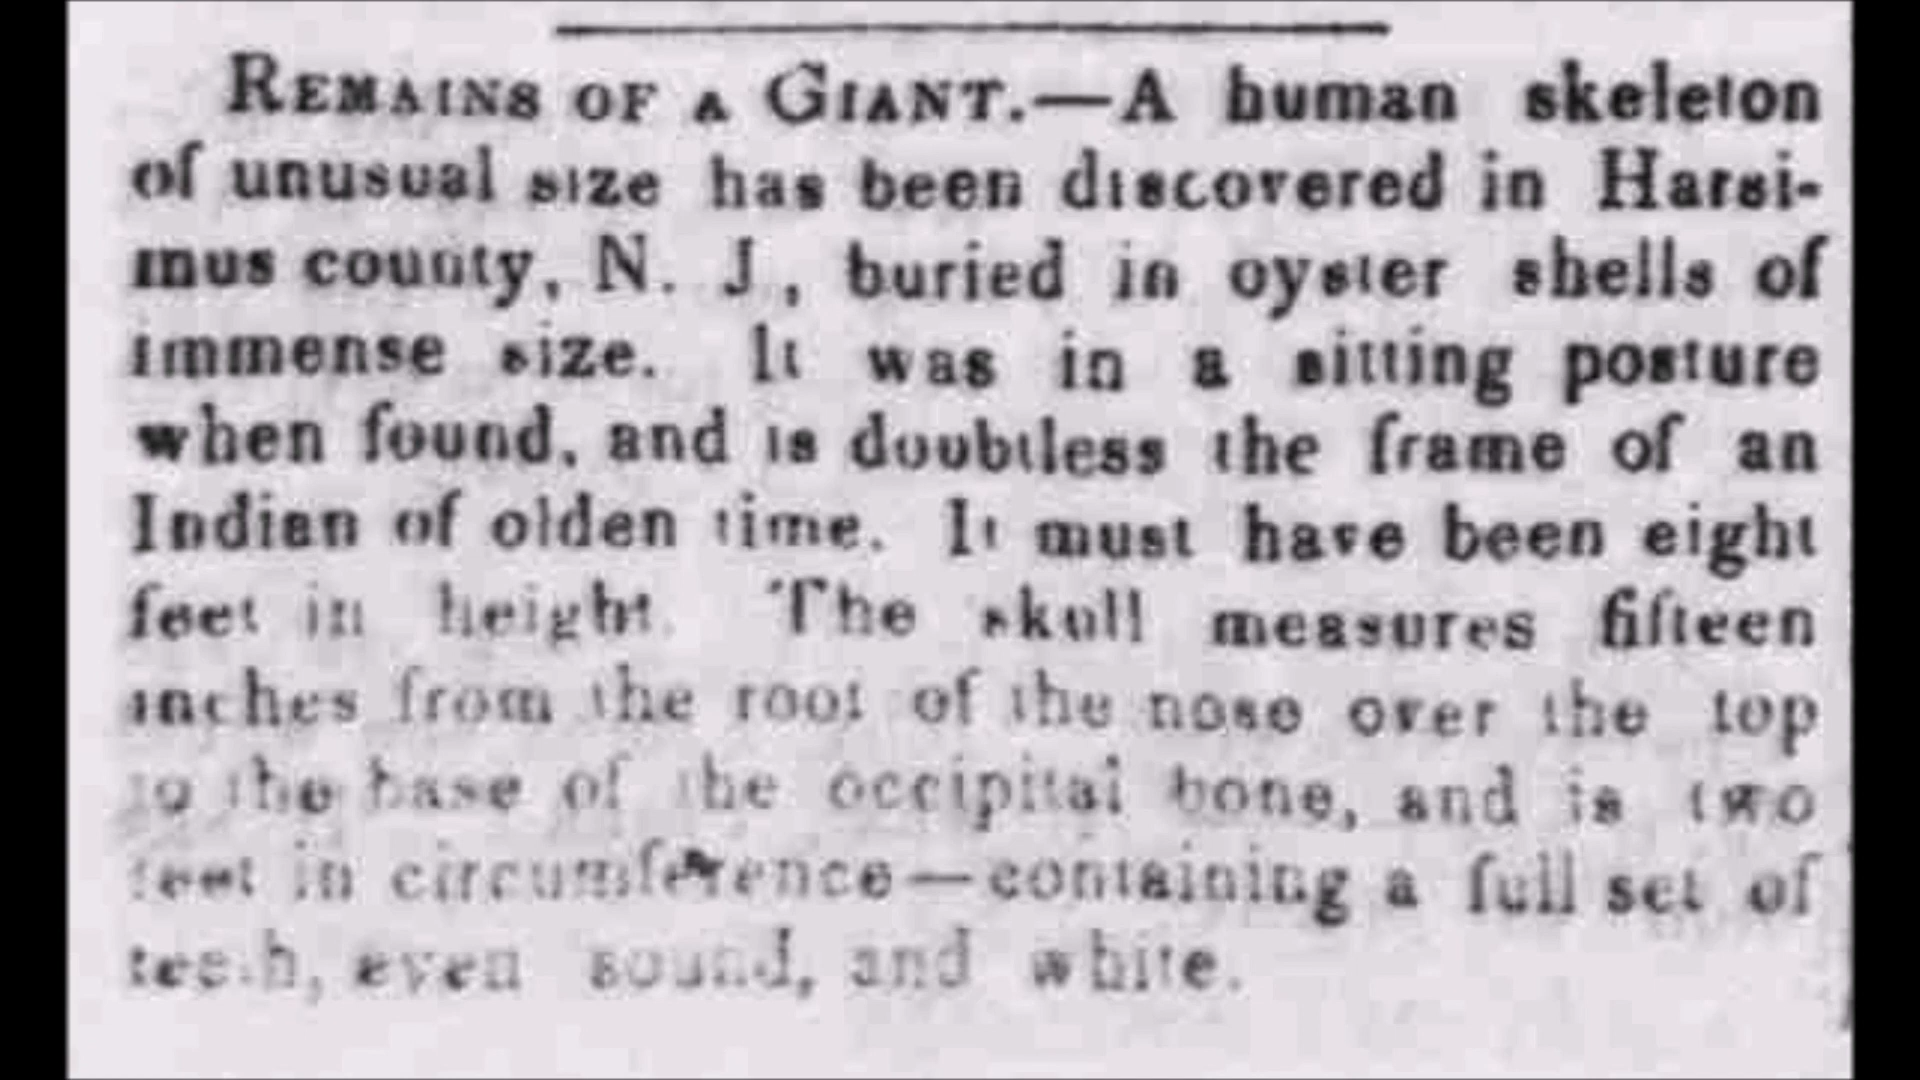 REMAINS OF A GIANT.—A human skeleton
of unusual size has been discovered in Harsi-
mus county, N. J., buried in oyster shells of
immense size. It was in a sitting posture
when found, and is doubtless the frame of an
Indian of olden time. It must have been eight
feet in height. The skull measures fifteen
inches from the root of the nose over the top
to the base of the occipital bone, and is two
feet in circumference—containing a full set of
teeth, even sound, and white.